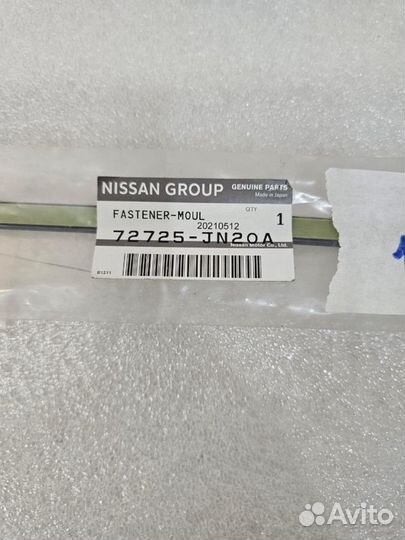 NISSAN GROUP
GENUINE PARTS
Made in Japan
FASTENER-MOUL
QTY
1
20210512
72725-JN20A
Nissan Motor Co., Ltd.
B1311
Avito